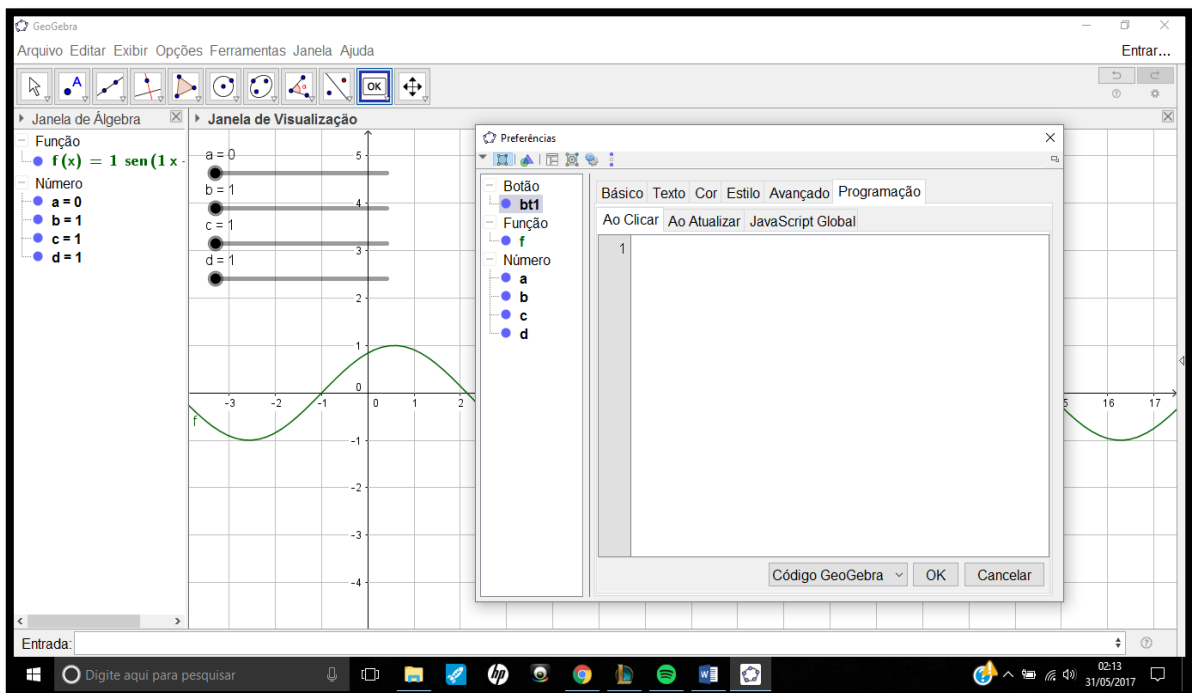 GeoGebra
Arquivo Editar Exibir Opções Ferramentas Janela Ajuda
Entrar...
A
α
OK
Janela de Álgebra
Janela de Visualização
Função
f(x) = 1 sen(1 x
Número
a = 0
b = 1
c = 1
d = 1
a = 0
b = 1
c = 1
d = 1
5
4
3
2
1
0
-1
-2
-3
-4
-3 -2 -1 0 1 2
5 16 17
f
Preferências
Botão
bt1
Função
f
Número
a
b
c
d
Básico Texto Cor Estilo Avançado Programação
Ao Clicar Ao Atualizar JavaScript Global
1
Código GeoGebra OK Cancelar
Entrada:
Digite aqui para pesquisar
hp
02:13
31/05/2017